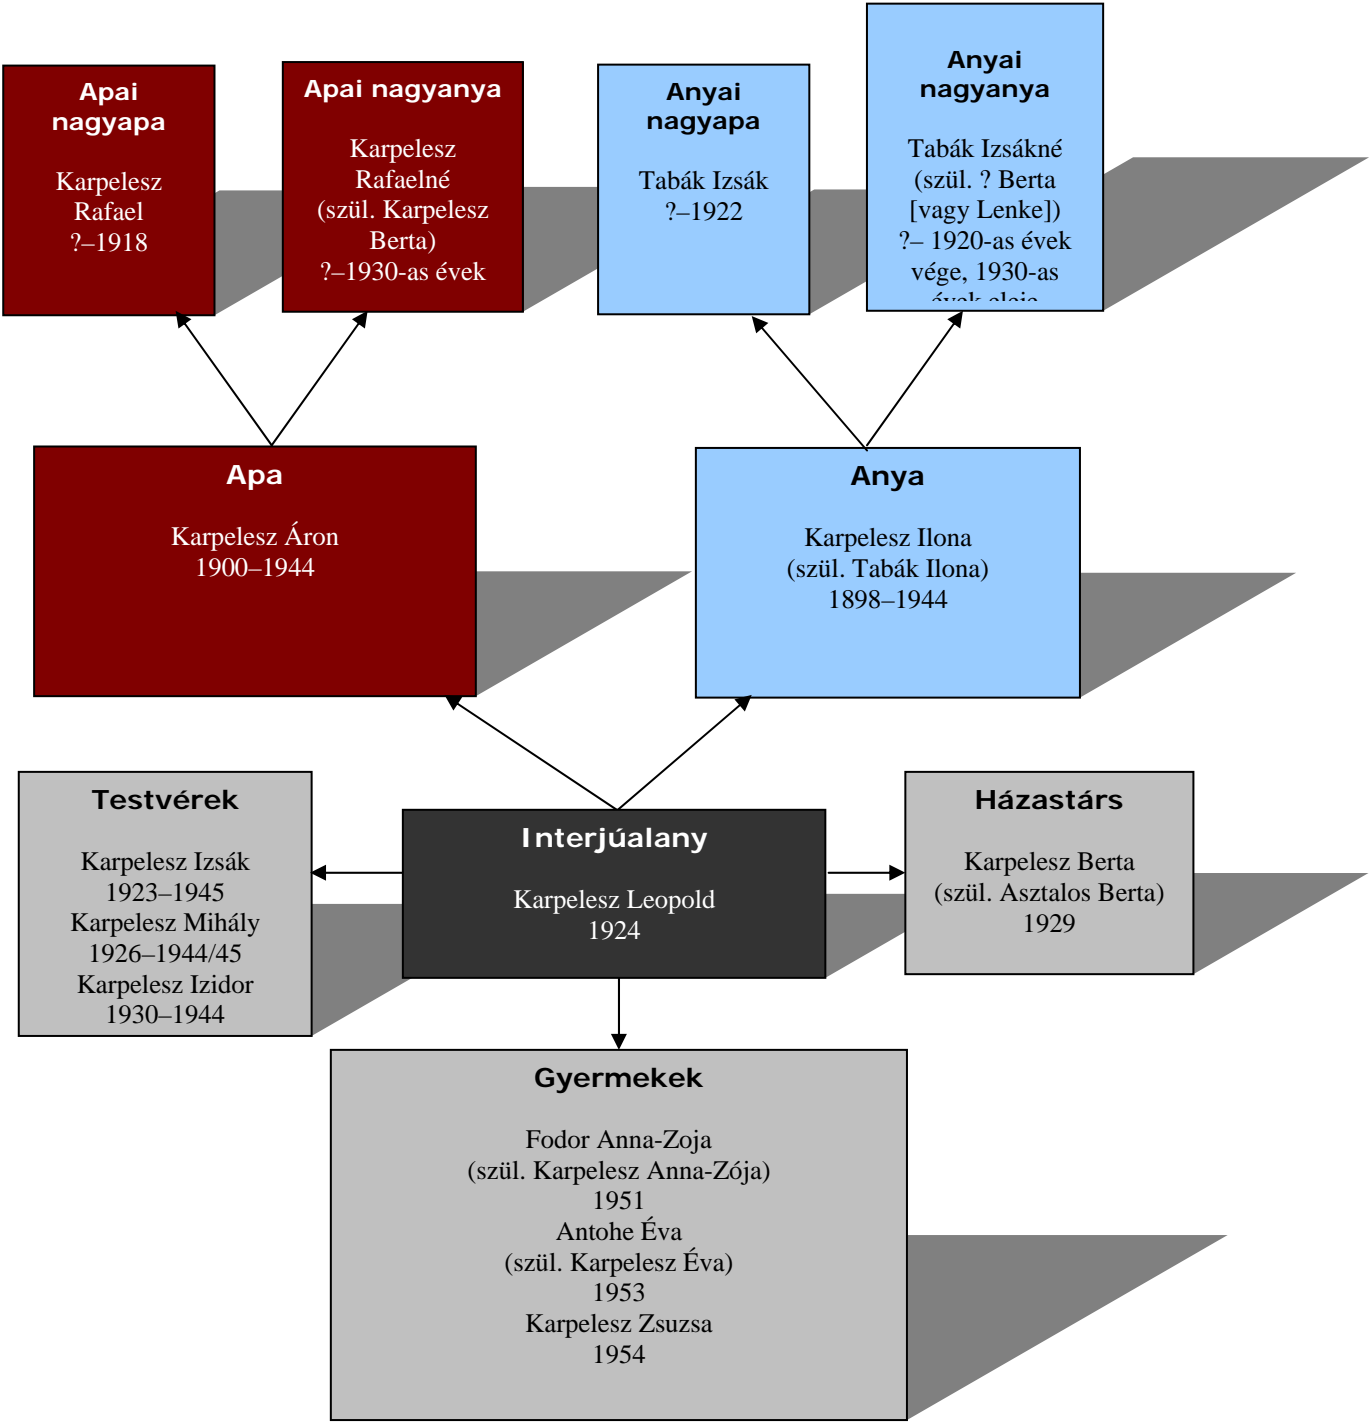 Apai
nagyapa
Karpelesz
Rafael
?–1918
Apai nagyanya
Karpelesz
Rafaelné
(szül. Karpelesz
Berta)
?–1930-as évek
Anyai
nagyapa
Tabák Izsák
?–1922
Anyai
nagyanya
Tabák Izsákné
(szül. ? Berta
[vagy Lenke])
?– 1920-as évek
vége, 1930-as
évek eleje
Apa
Karpelesz Áron
1900–1944
Anya
Karpelesz Ilona
(szül. Tabák Ilona)
1898–1944
Testvérek
Karpelesz Izsák
1923–1945
Karpelesz Mihály
1926–1944/45
Karpelesz Izidor
1930–1944
Interjúalany
Karpelesz Leopold
1924
Házastárs
Karpelesz Berta
(szül. Asztalos Berta)
1929
Gyermekek
Fodor Anna-Zoja
(szül. Karpelesz Anna-Zója)
1951
Antohe Éva
(szül. Karpelesz Éva)
1953
Karpelesz Zsuzsa
1954